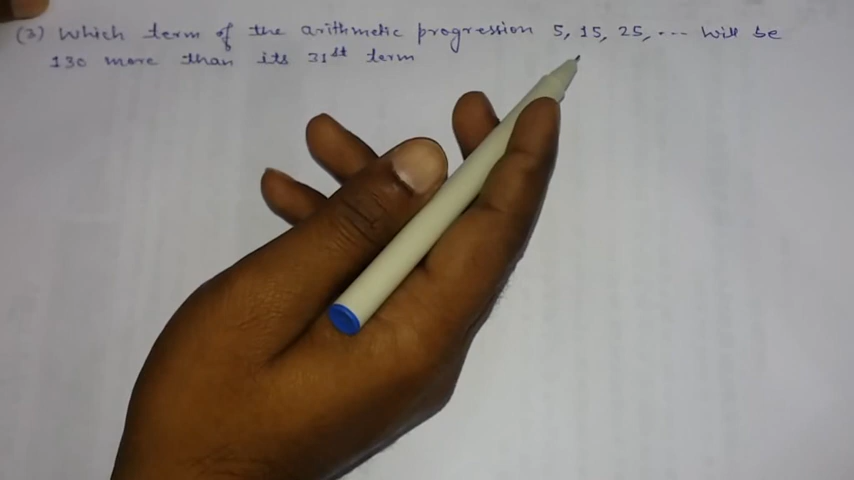 (3) Which term of the arithmetic progression 5, 15, 25, ... will be
130 more than its 31st term